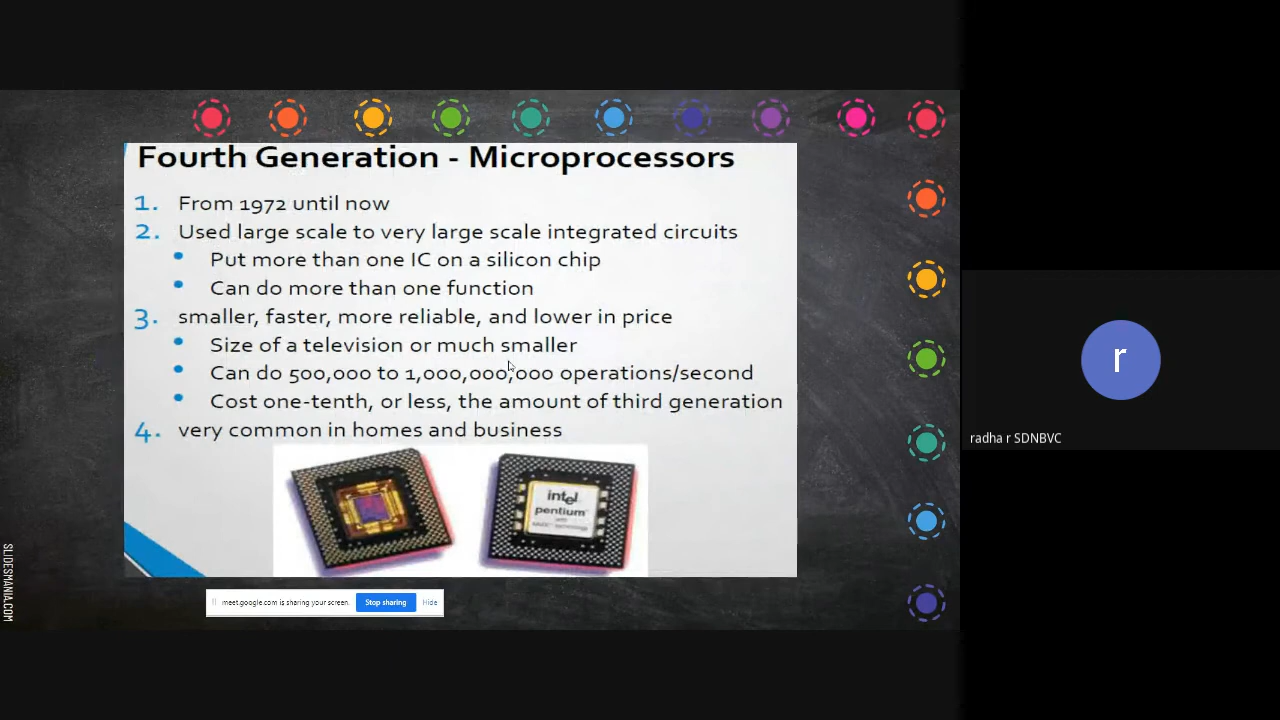 Fourth Generation - Microprocessors
1. From 1972 until now
2. Used large scale to very large scale integrated circuits
• Put more than one IC on a silicon chip
• Can do more than one function
3. smaller, faster, more reliable, and lower in price
• Size of a television or much smaller
• Can do 500,000 to 1,000,000,000 operations/second
• Cost one-tenth, or less, the amount of third generation
4. very common in homes and business
intel
pentium
meet.google.com is sharing your screen. Stop sharing Hide
SLIDESMANIA.COM
r
radha r SDNBVC